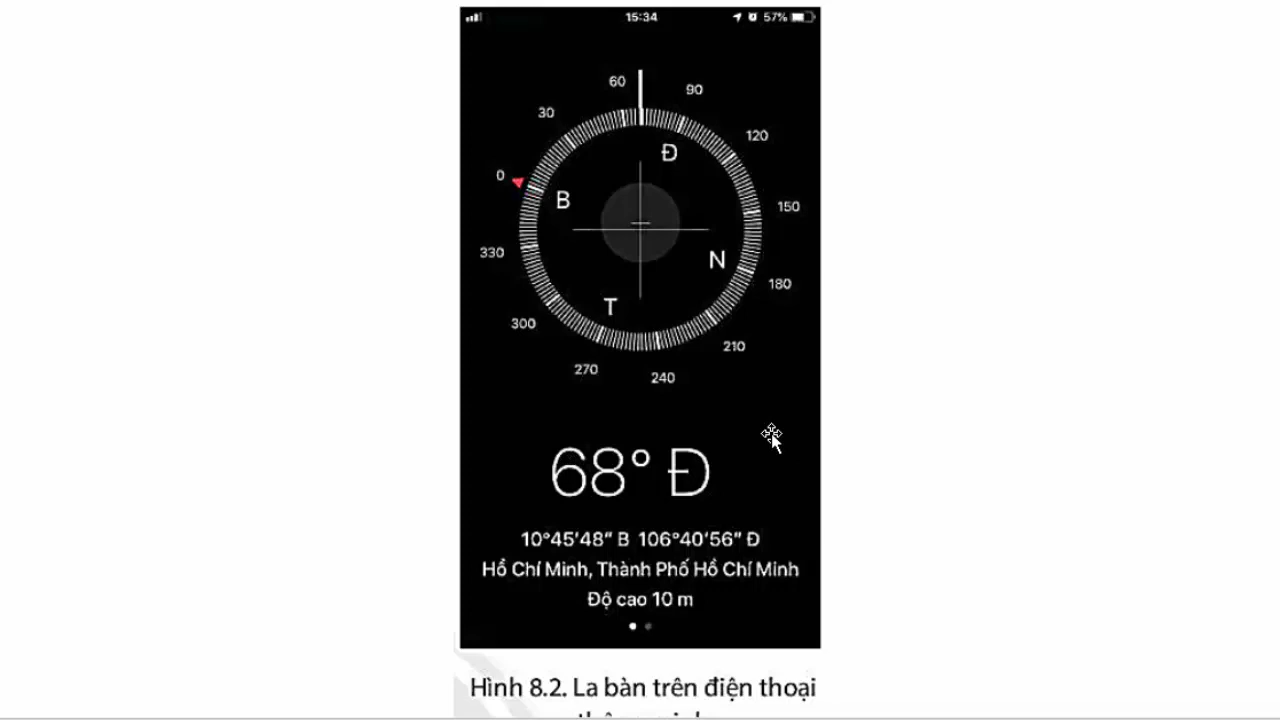 15:34 57%
60 90
30 120
0 150
Đ
B
330 N
180
T
300 210
270 240
68° Đ
10°45′48″ B 106°40′56″ Đ
Hồ Chí Minh, Thành Phố Hồ Chí Minh
Độ cao 10 m
Hình 8.2. La bàn trên điện thoại